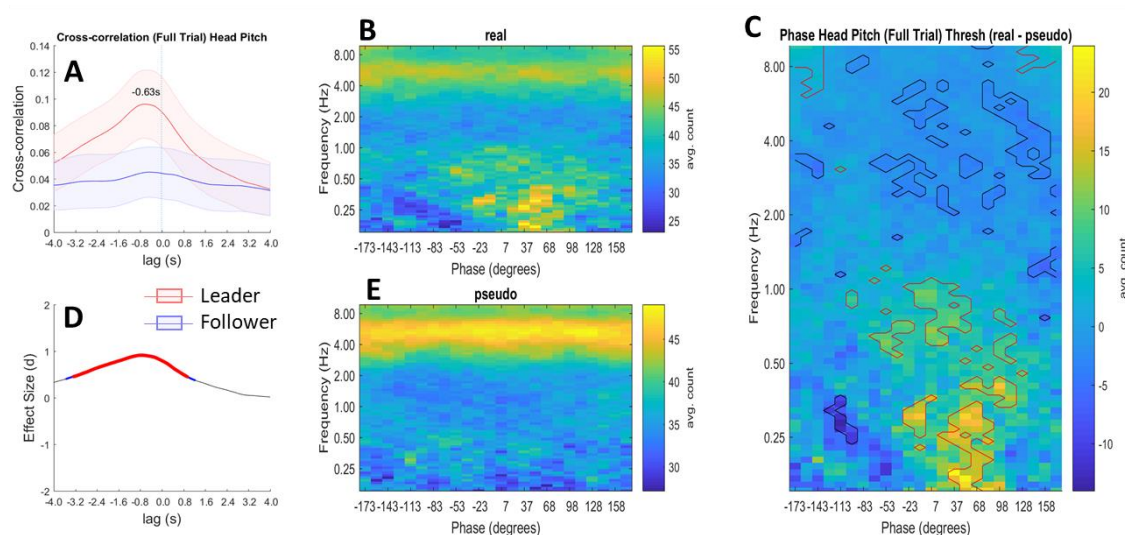 Cross-correlation (Full Trial) Head Pitch
A
-0.63s
0.14
0.12
0.1
0.08
0.06
0.04
0.02
0
Cross-correlation
-4.0 -3.2 -2.4 -1.6 -0.8 0.0 0.8 1.6 2.4 3.2 4.0
lag (s)
B
real
8.00
4.00
2.00
1.00
0.50
0.25
Frequency (Hz)
-173 -143 -113 -83 -53 -23 7 37 68 98 128 158
Phase (degrees)
55
50
45
40
35
30
25
avg. count
C
Phase Head Pitch (Full Trial) Thresh (real - pseudo)
8.00
4.00
2.00
1.00
0.50
0.25
Frequency (Hz)
-173 -143 -113 -83 -53 -23 7 37 68 98 128 158
Phase (degrees)
20
15
10
5
0
-5
-10
avg. count
D
Leader
Follower
2
1
0
1
2
Effect Size (d)
-4.0 -3.2 -2.4 -1.6 -0.8 0.0 0.8 1.6 2.4 3.2 4.0
lag (s)
E
pseudo
8.00
4.00
2.00
1.00
0.50
0.25
Frequency (Hz)
-173 -143 -113 -83 -53 -23 7 37 68 98 128 158
Phase (degrees)
45
40
35
30
avg. count